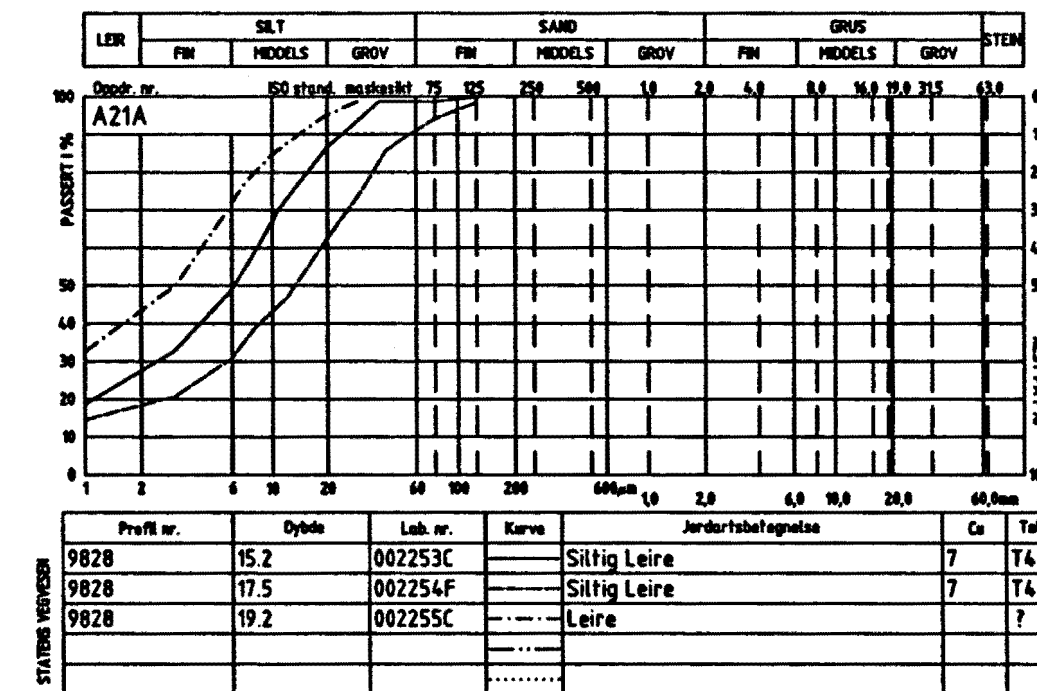 LEIR SILT SAND GRUS STEIN
FIN MIDDELS GROV FIN MIDDELS GROV FIN MIDDELS GROV
Oppdr. nr. ISO stand. maskesikt 75 125 250 500 1,0 2,0 4,0 8,0 16,0 19,0 31,5 63,0
A21A
PASSERT I %
100
50
40
30
20
10
0
1 2 6 10 20 60 100 200 600µm 1,0 2,0 6,0 10,0 20,0 60,0mm
Profil nr. Dybde Lab. nr. Kurve Jordartsbetegnelse Cu
9828 15.2 002253C Siltig Leire 7 T4
9828 17.5 002254F Siltig Leire 7 T4
9828 19.2 002255C Leire ?
STATENS VEGVESEN